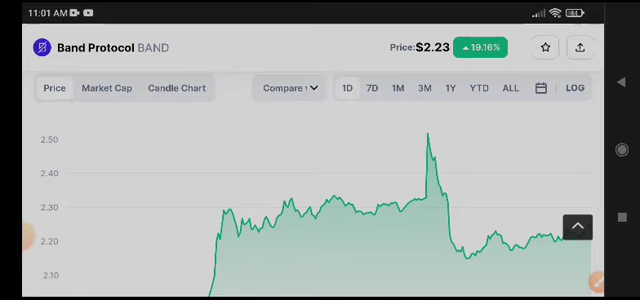 11:01 AM 64
Band Protocol BAND Price:$2.23 19.16%
Price Market Cap Candle Chart Compare 1D 7D 1M 3M 1Y YTD ALL LOG
2.50
2.40
2.30
2.20
2.10